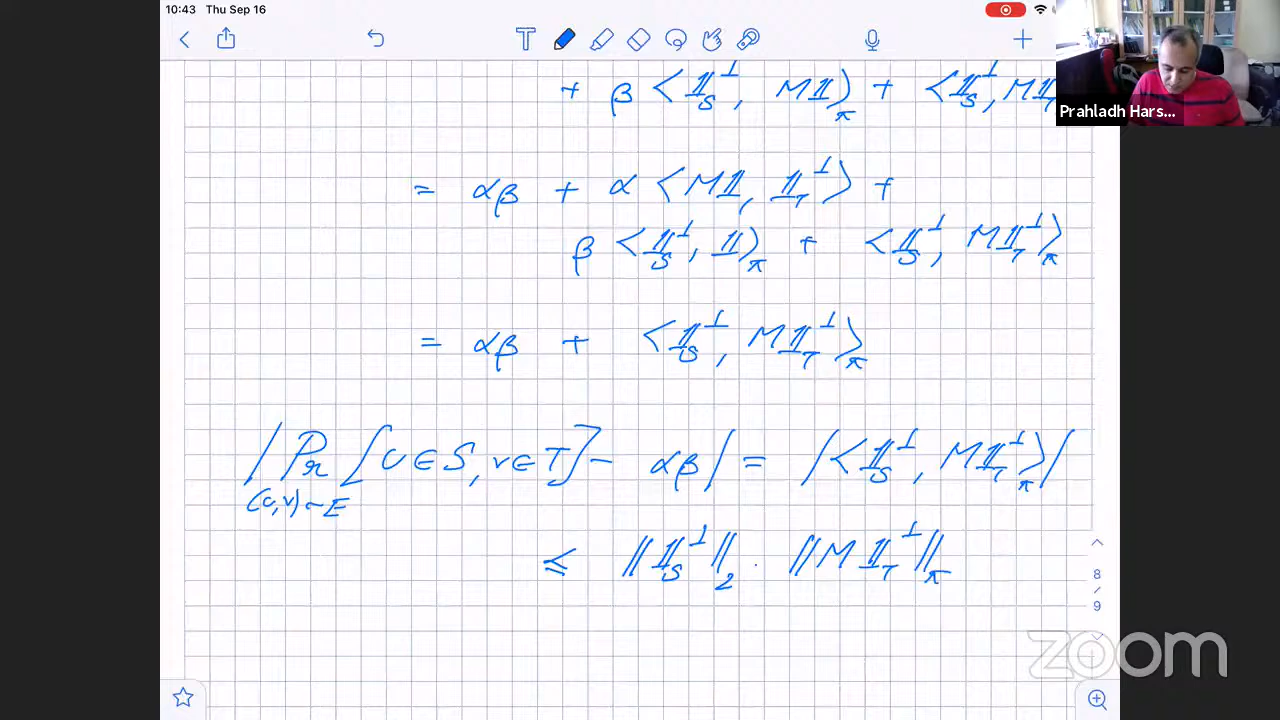 10:43 Thu Sep 16
Prahladh Hars...
+ β ⟨𝟙_S^⊥, M𝟙⟩_π + ⟨𝟙_S^⊥, M𝟙
= αβ + α ⟨M𝟙, 𝟙_T^⊥⟩ +
β ⟨𝟙_S^⊥, 𝟙⟩_π + ⟨𝟙_S^⊥, M𝟙_T^⊥⟩_π
= αβ + ⟨𝟙_S^⊥, M𝟙_T^⊥⟩_π
|Pr_{(u,v)~E} [U∈S, v∈T] - αβ| = |⟨𝟙_S^⊥, M𝟙_T^⊥⟩_π|
≤ ||𝟙_S^⊥||_2 · ||M𝟙_T^⊥||_π
8
/
9
zoom